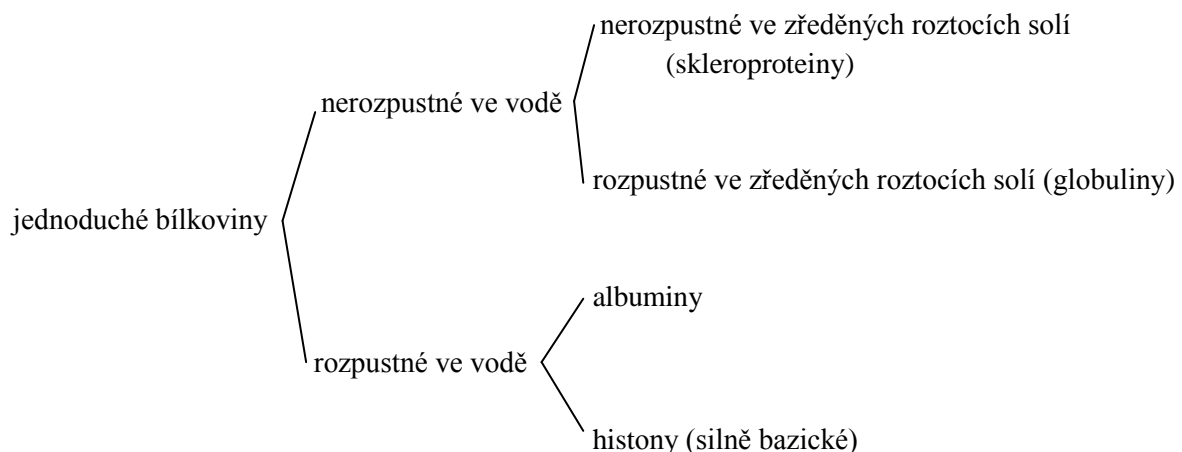 nerozpustné ve zředěných roztocích solí
(skleroproteiny)
nerozpustné ve vodě
rozpustné ve zředěných roztocích solí (globuliny)
jednoduché bílkoviny
albuminy
rozpustné ve vodě
histony (silně bazické)